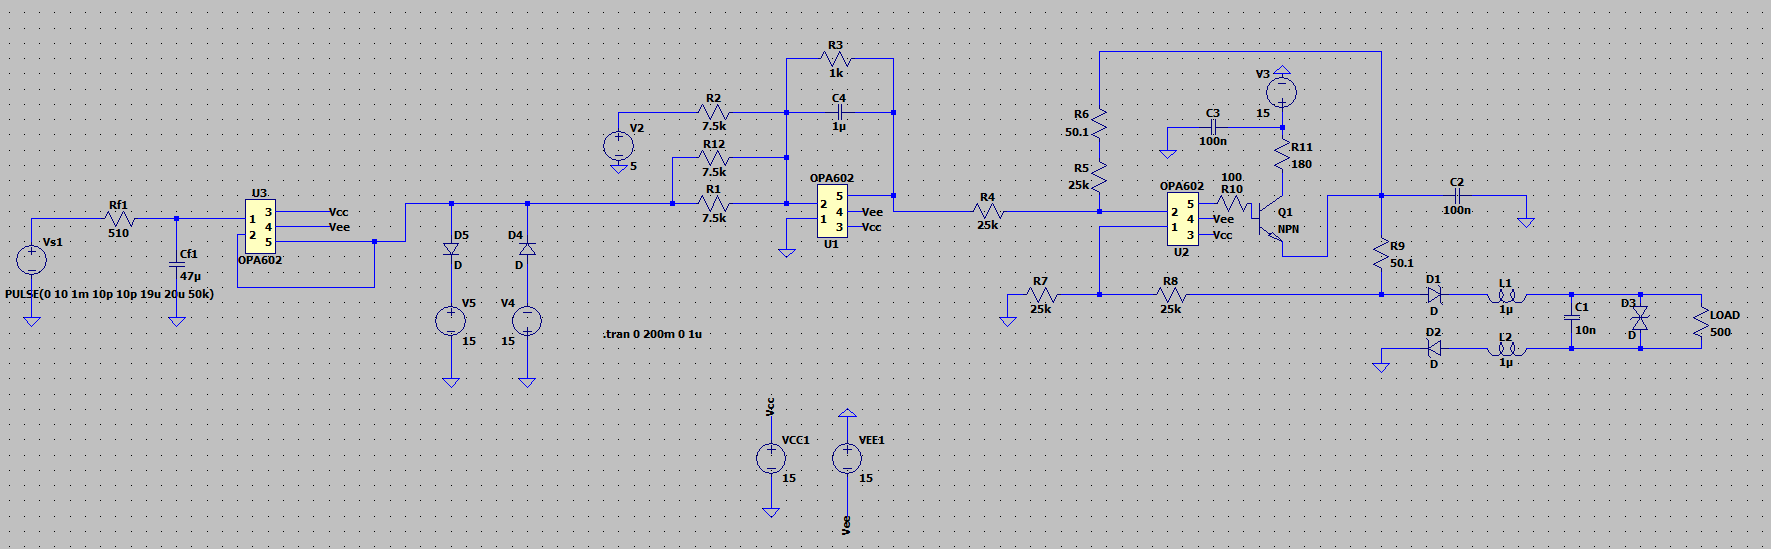 R3
1k
R2
7.5k
C4
1µ
V2
5
R12
7.5k
R1
7.5k
OPA602
5
2
4
Vee
1
3
Vcc
U1
U3
3
Vcc
1
4
Vee
2
5
OPA602
Rf1
510
Vs1
Cf1
47µ
PULSE(0 10 1m 10p 10p 19u 20u 50k)
D5
D
D4
D
V5
15
V4
15
.tran 0 200m 0 1u
R4
25k
R6
50.1
R5
25k
V3
15
C3
100n
R11
180
OPA602
100
R10
5
2
4
Vee
1
3
Vcc
U2
Q1
NPN
C2
100n
R9
50.1
R7
25k
R8
25k
D1
D
L1
1µ
C1
10n
D3
D
LOAD
500
D2
D
L2
1µ
Vcc
VCC1
15
VEE1
15
Vee